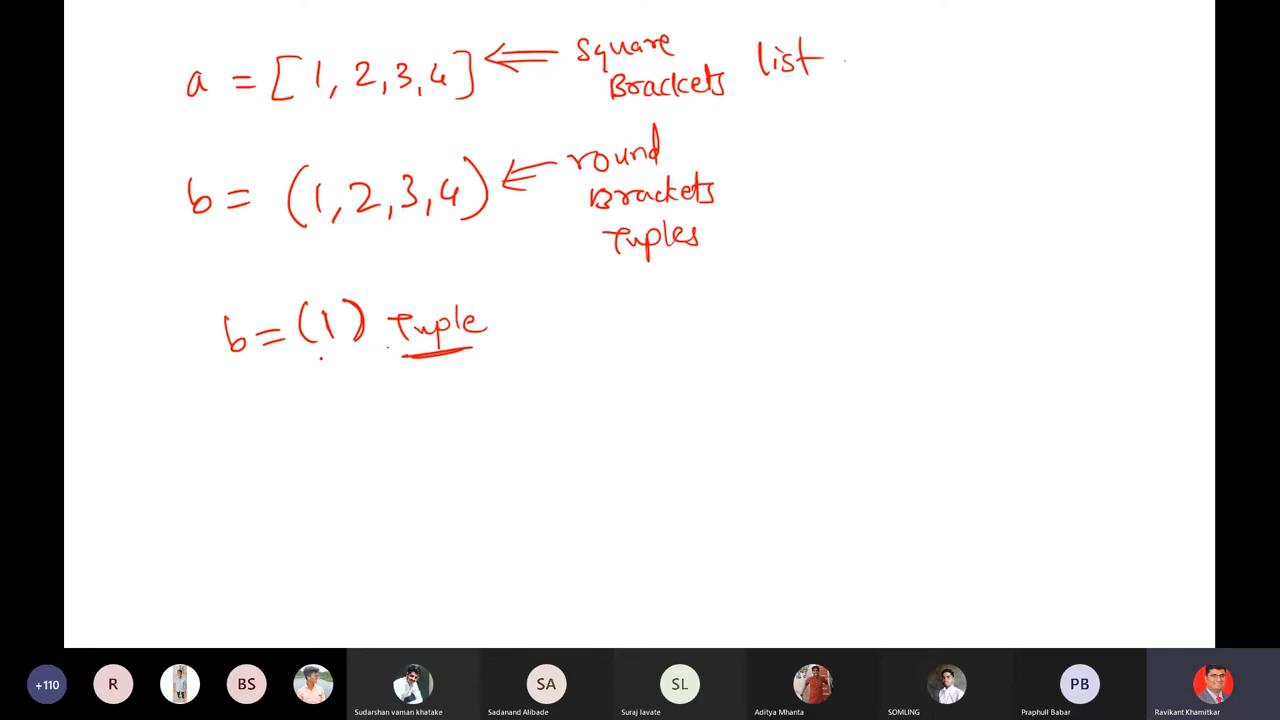 a = [1, 2, 3, 4] ⇐ Square
Brackets list
b = (1, 2, 3, 4) ⇐ round
Brackets
Tuples
b = (1) Tuple
+110
R
BS
Sudarshan vaman khatake
SA
Sadanand Alibade
SL
Suraj lavate
Aditya Mhanta
SOMLING
PB
Praphull Babar
Ravikant Khamitkar